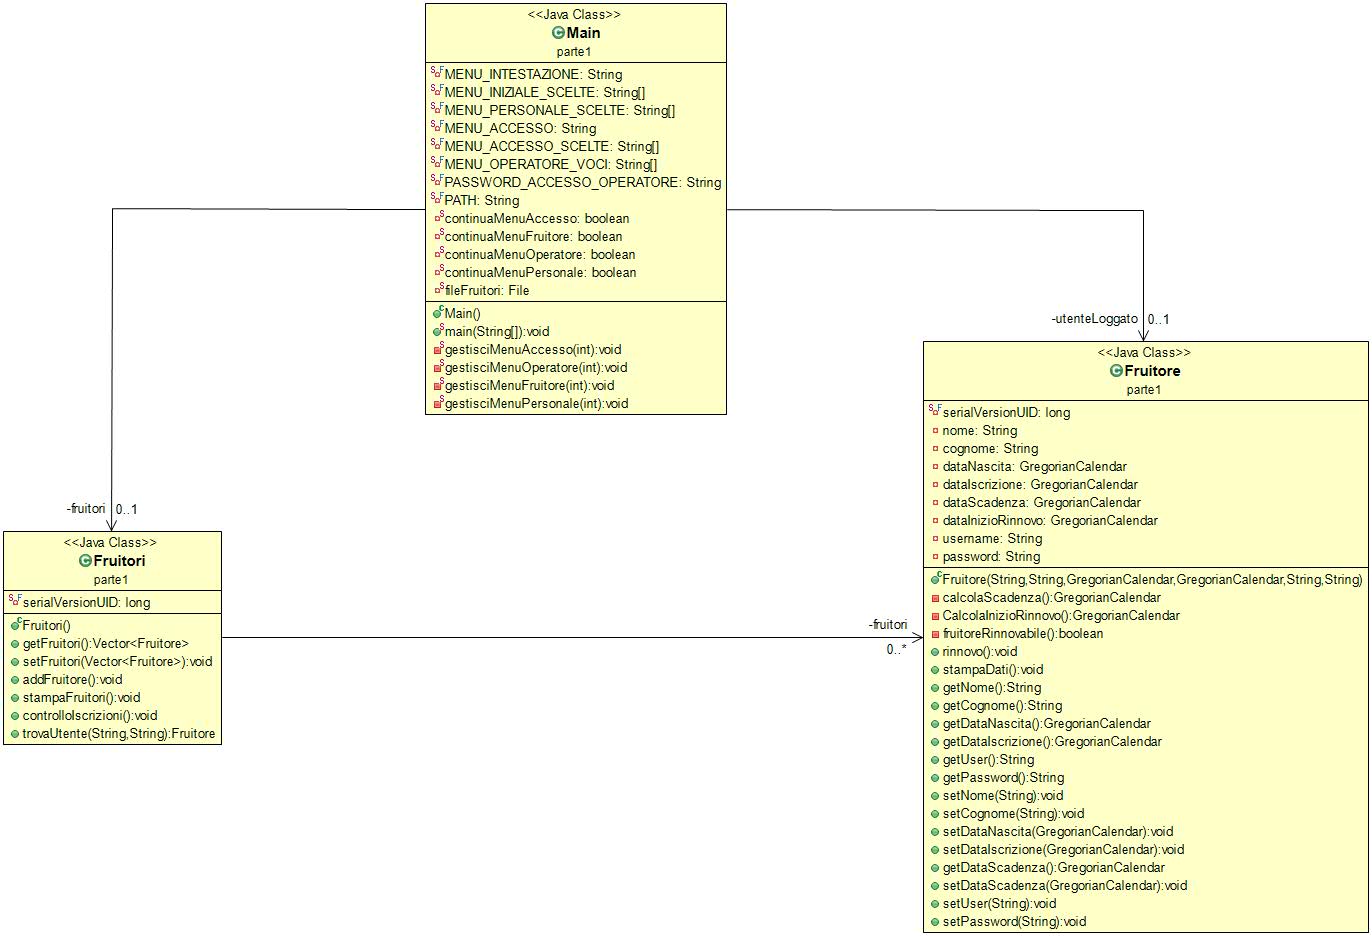 <<Java Class>>
Main
parte1
MENU_INTESTAZIONE: String
MENU_INIZIALE_SCELTE: String[]
MENU_PERSONALE_SCELTE: String[]
MENU_ACCESSO: String
MENU_ACCESSO_SCELTE: String[]
MENU_OPERATORE_VOCI: String[]
PASSWORD_ACCESSO_OPERATORE: String
PATH: String
continuaMenuAccesso: boolean
continuaMenuFruitore: boolean
continuaMenuOperatore: boolean
continuaMenuPersonale: boolean
fileFruitori: File
Main()
main(String[]):void
gestisciMenuAccesso(int):void
gestisciMenuOperatore(int):void
gestisciMenuFruitore(int):void
gestisciMenuPersonale(int):void
-utenteLoggato 0..1
-fruitori 0..1
<<Java Class>>
Fruitori
parte1
serialVersionUID: long
Fruitori()
getFruitori():Vector<Fruitore>
setFruitori(Vector<Fruitore>):void
addFruitore():void
stampaFruitori():void
controlloIscrizioni():void
trovaUtente(String,String):Fruitore
-fruitori
0..*
<<Java Class>>
Fruitore
parte1
serialVersionUID: long
nome: String
cognome: String
dataNascita: GregorianCalendar
dataIscrizione: GregorianCalendar
dataScadenza: GregorianCalendar
dataInizioRinnovo: GregorianCalendar
username: String
password: String
Fruitore(String,String,GregorianCalendar,GregorianCalendar,String,String)
calcolaScadenza():GregorianCalendar
CalcolaInizioRinnovo():GregorianCalendar
fruitoreRinnovabile():boolean
rinnovo():void
stampaDati():void
getNome():String
getCognome():String
getDataNascita():GregorianCalendar
getDataIscrizione():GregorianCalendar
getUser():String
getPassword():String
setNome(String):void
setCognome(String):void
setDataNascita(GregorianCalendar):void
setDataIscrizione(GregorianCalendar):void
getDataScadenza():GregorianCalendar
setDataScadenza(GregorianCalendar):void
setUser(String):void
setPassword(String):void